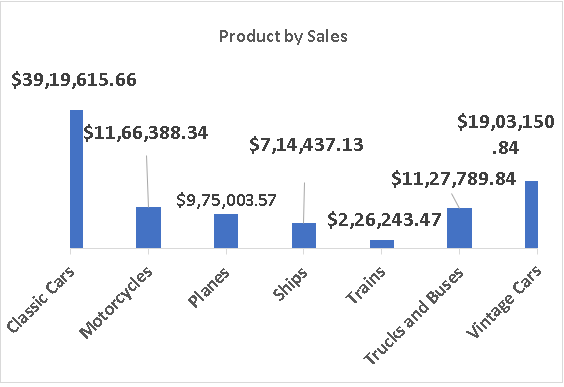 Product by Sales
$39,19,615.66
$11,66,388.34
$9,75,003.57
$7,14,437.13
$2,26,243.47
$11,27,789.84
$19,03,150
.84
Classic Cars
Motorcycles
Planes
Ships
Trains
Trucks and Buses
Vintage Cars